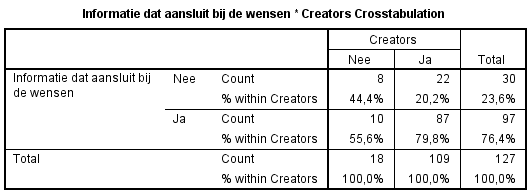 Informatie dat aansluit bij de wensen * Creators Crosstabulation
Creators
Nee Ja Total
Informatie dat aansluit bij de wensen Nee Count 8 22 30
% within Creators 44,4% 20,2% 23,6%
Ja Count 10 87 97
% within Creators 55,6% 79,8% 76,4%
Total Count 18 109 127
% within Creators 100,0% 100,0% 100,0%